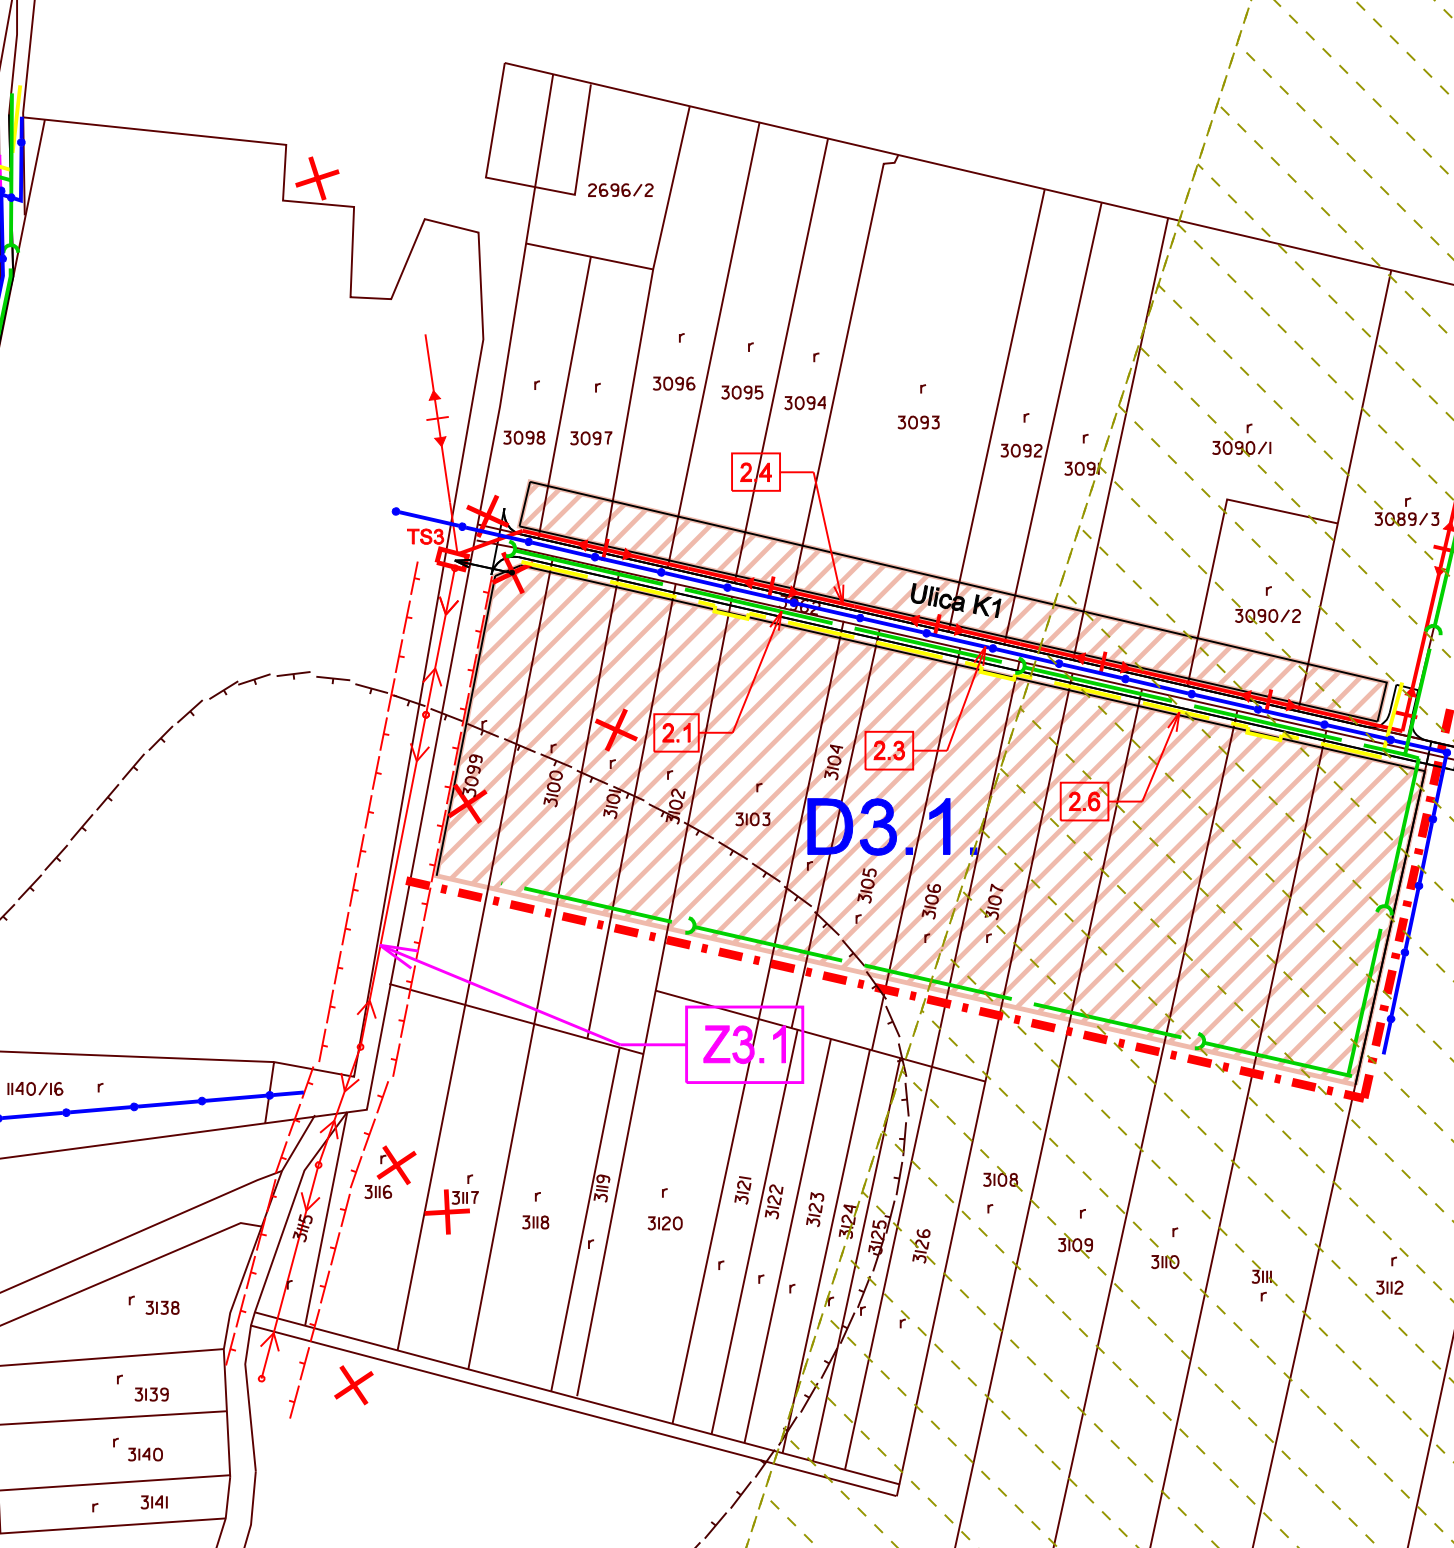 2696/2
r
r
r
3096
3095
3094
r
r
r
3093
3098
3097
r
3092
r
3091
r
3090/1
r
3089/3
2.4
TS3
Ulica K1
r
3090/2
2.1
2.3
2.6
r
3099
r
3100
r
3101
r
3102
r
3103
3104
D3.1.
r
3105
r
3106
r
3107
r
Z3.1
1140/16
r
r
3116
r
3117
r
3118
3119
r
r
3120
3121
r
3122
r
3123
r
3124
r
3125
r
3126
r
3108
r
r
3109
r
3110
3111
r
r
3112
3115
r
r
3138
r
3139
r
3140
r
3141